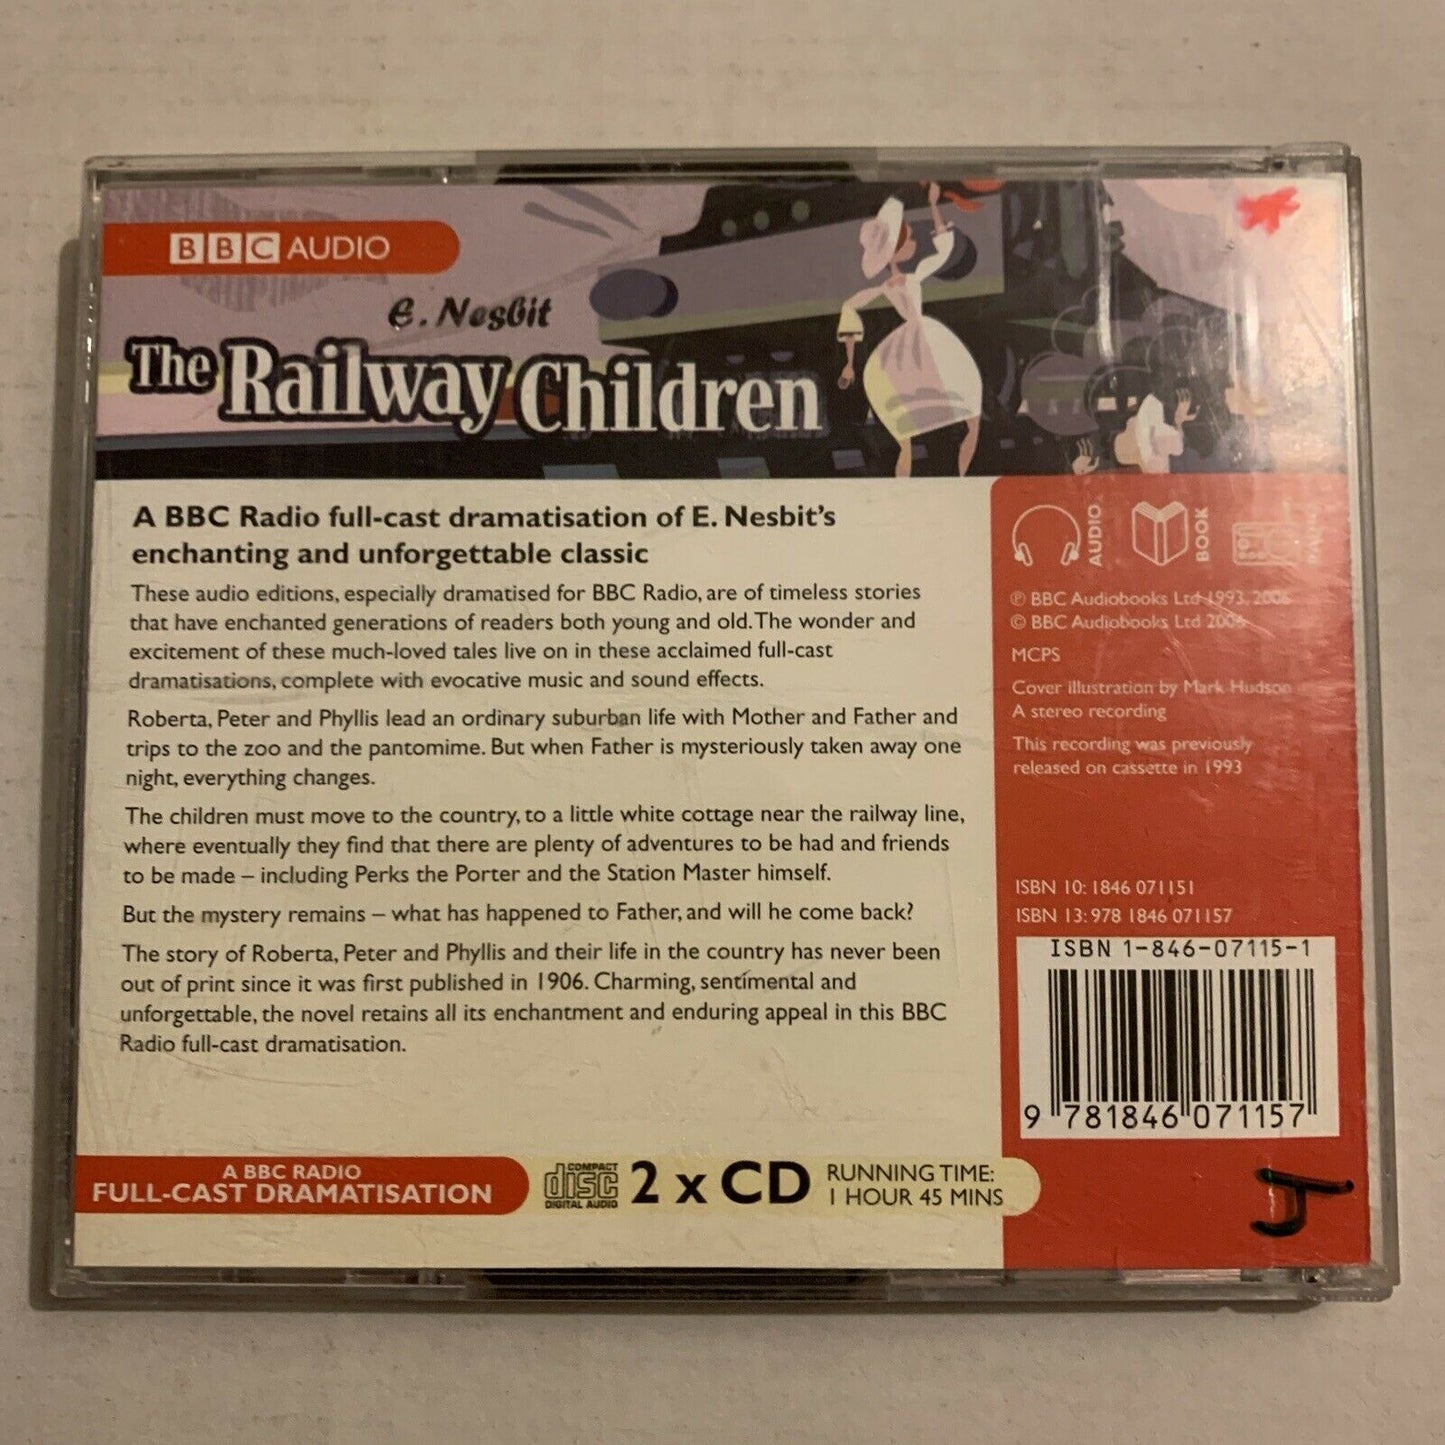 BBC AUDIO
E. Nesbit
The Railway Children
A BBC Radio full-cast dramatisation of E. Nesbit's
enchanting and unforgettable classic
These audio editions, especially dramatised for BBC Radio, are of timeless stories
that have enchanted generations of readers both young and old. The wonder and
excitement of these much-loved tales live on in these acclaimed full-cast
dramatisations, complete with evocative music and sound effects.
Roberta, Peter and Phyllis lead an ordinary suburban life with Mother and Father and
trips to the zoo and the pantomime. But when Father is mysteriously taken away one
night, everything changes.
The children must move to the country, to a little white cottage near the railway line,
where eventually they find that there are plenty of adventures to be had and friends
to be made – including Perks the Porter and the Station Master himself.
But the mystery remains – what has happened to Father, and will he come back?
The story of Roberta, Peter and Phyllis and their life in the country has never been
out of print since it was first published in 1906. Charming, sentimental and
unforgettable, the novel retains all its enchantment and enduring appeal in this BBC
Radio full-cast dramatisation.
A BBC RADIO
FULL-CAST DRAMATISATION
COMPACT
disc
DIGITAL AUDIO
2 x CD
RUNNING TIME:
1 HOUR 45 MINS
AUDIO
BOOK
℗ BBC Audiobooks Ltd 1993, 2006
© BBC Audiobooks Ltd 2006
MCPS
Cover illustration by Mark Hudson
A stereo recording
This recording was previously
released on cassette in 1993
ISBN 10: 1846 071151
ISBN 13: 978 1846 071157
ISBN 1-846-07115-1
9 781846 071157
J